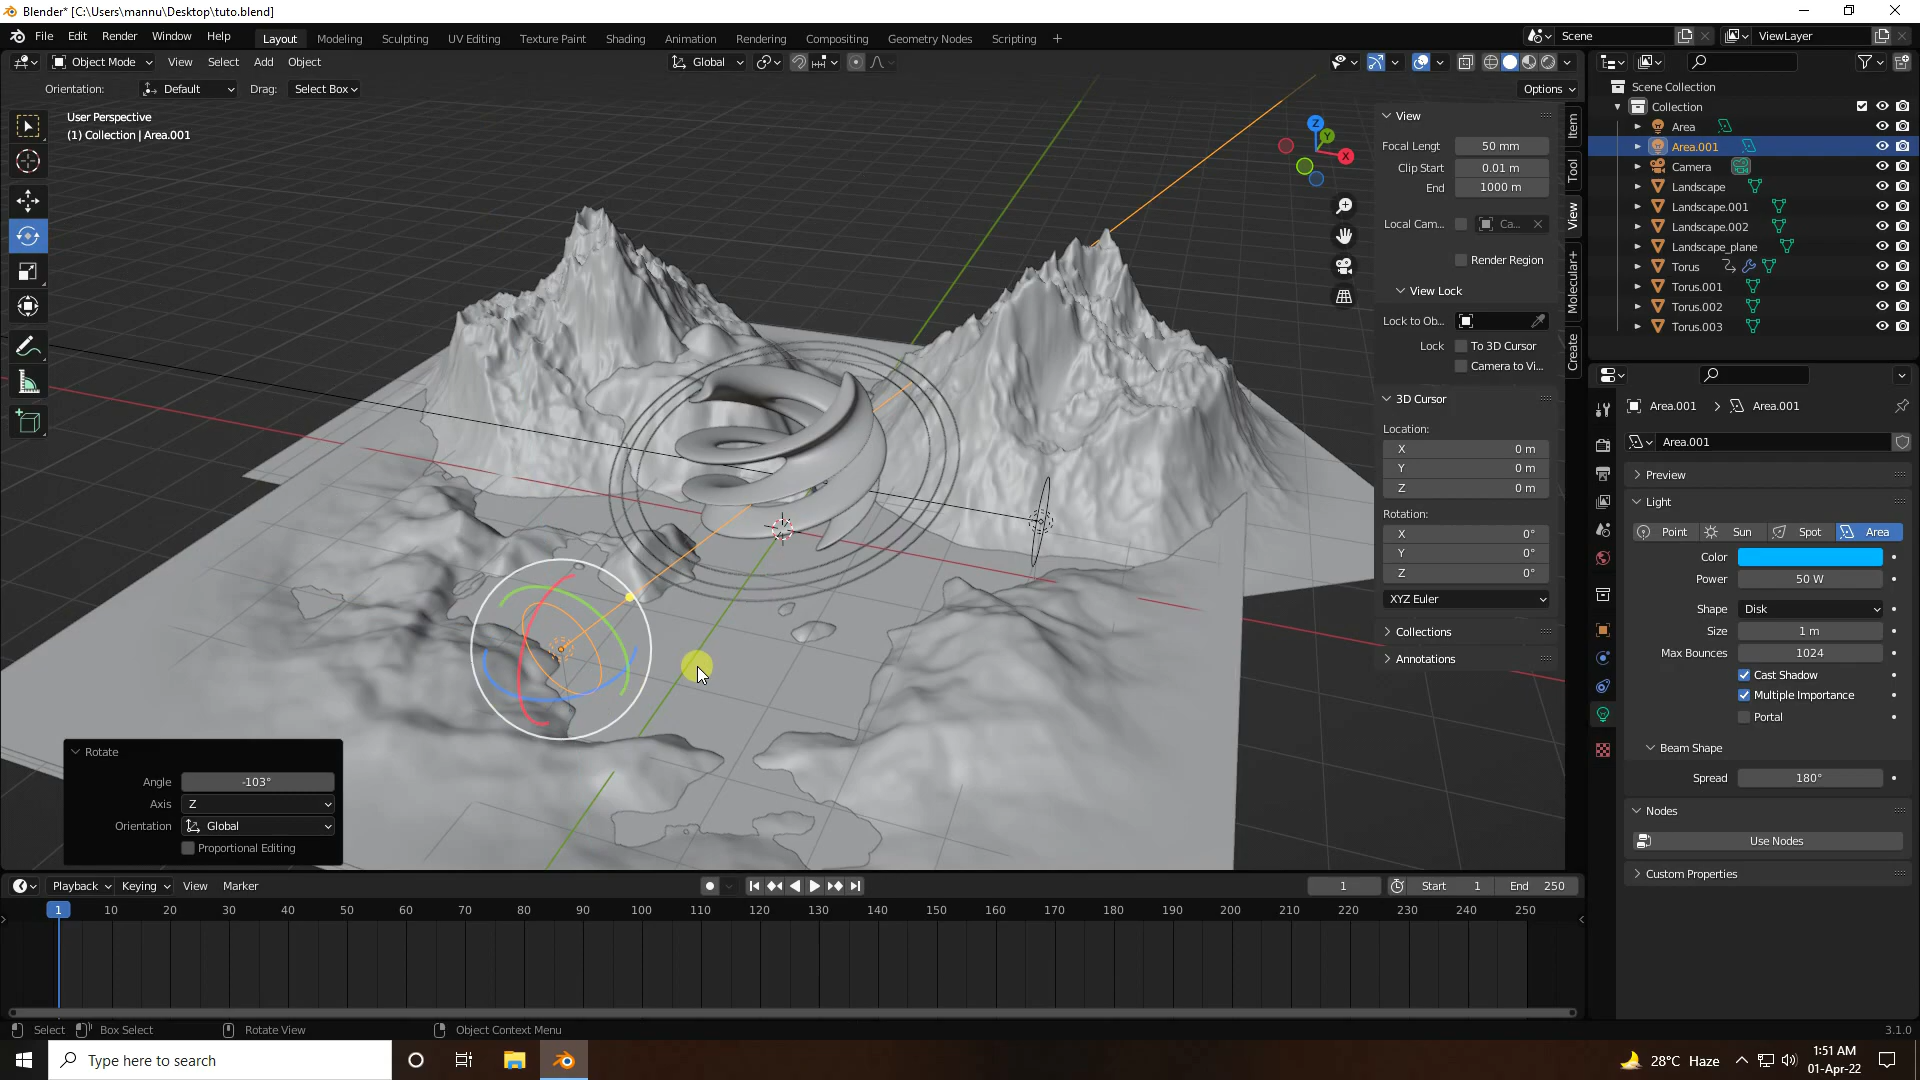 Blender* [C:\Users\mannu\Desktop\tuto.blend]
File Edit Render Window Help
Layout Modeling Sculpting UV Editing Texture Paint Shading Animation Rendering Compositing Geometry Nodes Scripting +
Scene
ViewLayer
Object Mode View Select Add Object
Global
Orientation: Default Drag: Select Box
Options
User Perspective
(1) Collection | Area.001
Z
Y
X
View
Focal Lengt 50 mm
Clip Start 0.01 m
End 1000 m
Local Cam... Ca...
Render Region
View Lock
Lock to Ob...
Lock To 3D Cursor
Camera to Vi...
3D Cursor
Location:
X 0 m
Y 0 m
Z 0 m
Rotation:
X 0°
Y 0°
Z 0°
XYZ Euler
Collections
Annotations
Item
Tool
View
Molecular+
Create
Scene Collection
Collection
Area
Area.001
Camera
Landscape
Landscape.001
Landscape.002
Landscape_plane
Torus
Torus.001
Torus.002
Torus.003
Area.001 > Area.001
Area.001
Preview
Light
Point Sun Spot Area
Color
Power 50 W
Shape Disk
Size 1 m
Max Bounces 1024
Cast Shadow
Multiple Importance
Portal
Beam Shape
Spread 180°
Nodes
Use Nodes
Custom Properties
Rotate
Angle -103°
Axis Z
Orientation Global
Proportional Editing
Playback Keying View Marker
1 Start 1 End 250
1 10 20 30 40 50 60 70 80 90 100 110 120 130 140 150 160 170 180 190 200 210 220 230 240 250
Select Box Select Rotate View Object Context Menu
3.1.0
Type here to search
28°C Haze
1:51 AM
01-Apr-22